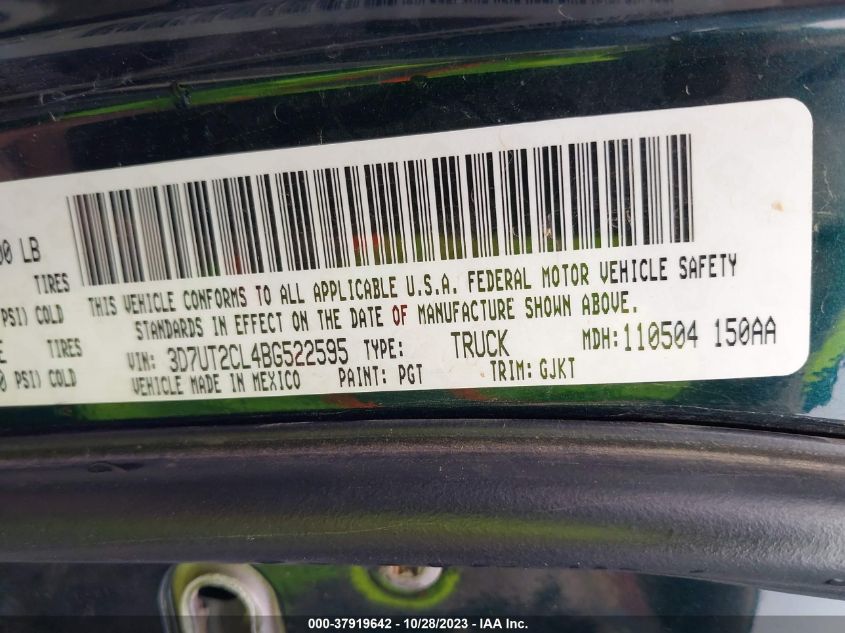 00 LB
TIRES
PSI) COLD
TIRES
0 PSI) COLD
THIS VEHICLE CONFORMS TO ALL APPLICABLE U.S.A. FEDERAL MOTOR VEHICLE SAFETY
STANDARDS IN EFFECT ON THE DATE OF MANUFACTURE SHOWN ABOVE.
VIN: 3D7UT2CL4BG522595 TYPE: TRUCK MDH: 110504 150AA
VEHICLE MADE IN MEXICO PAINT: PGT TRIM: GJKT
000-37919642 / 10/28/2023 - IAA Inc.